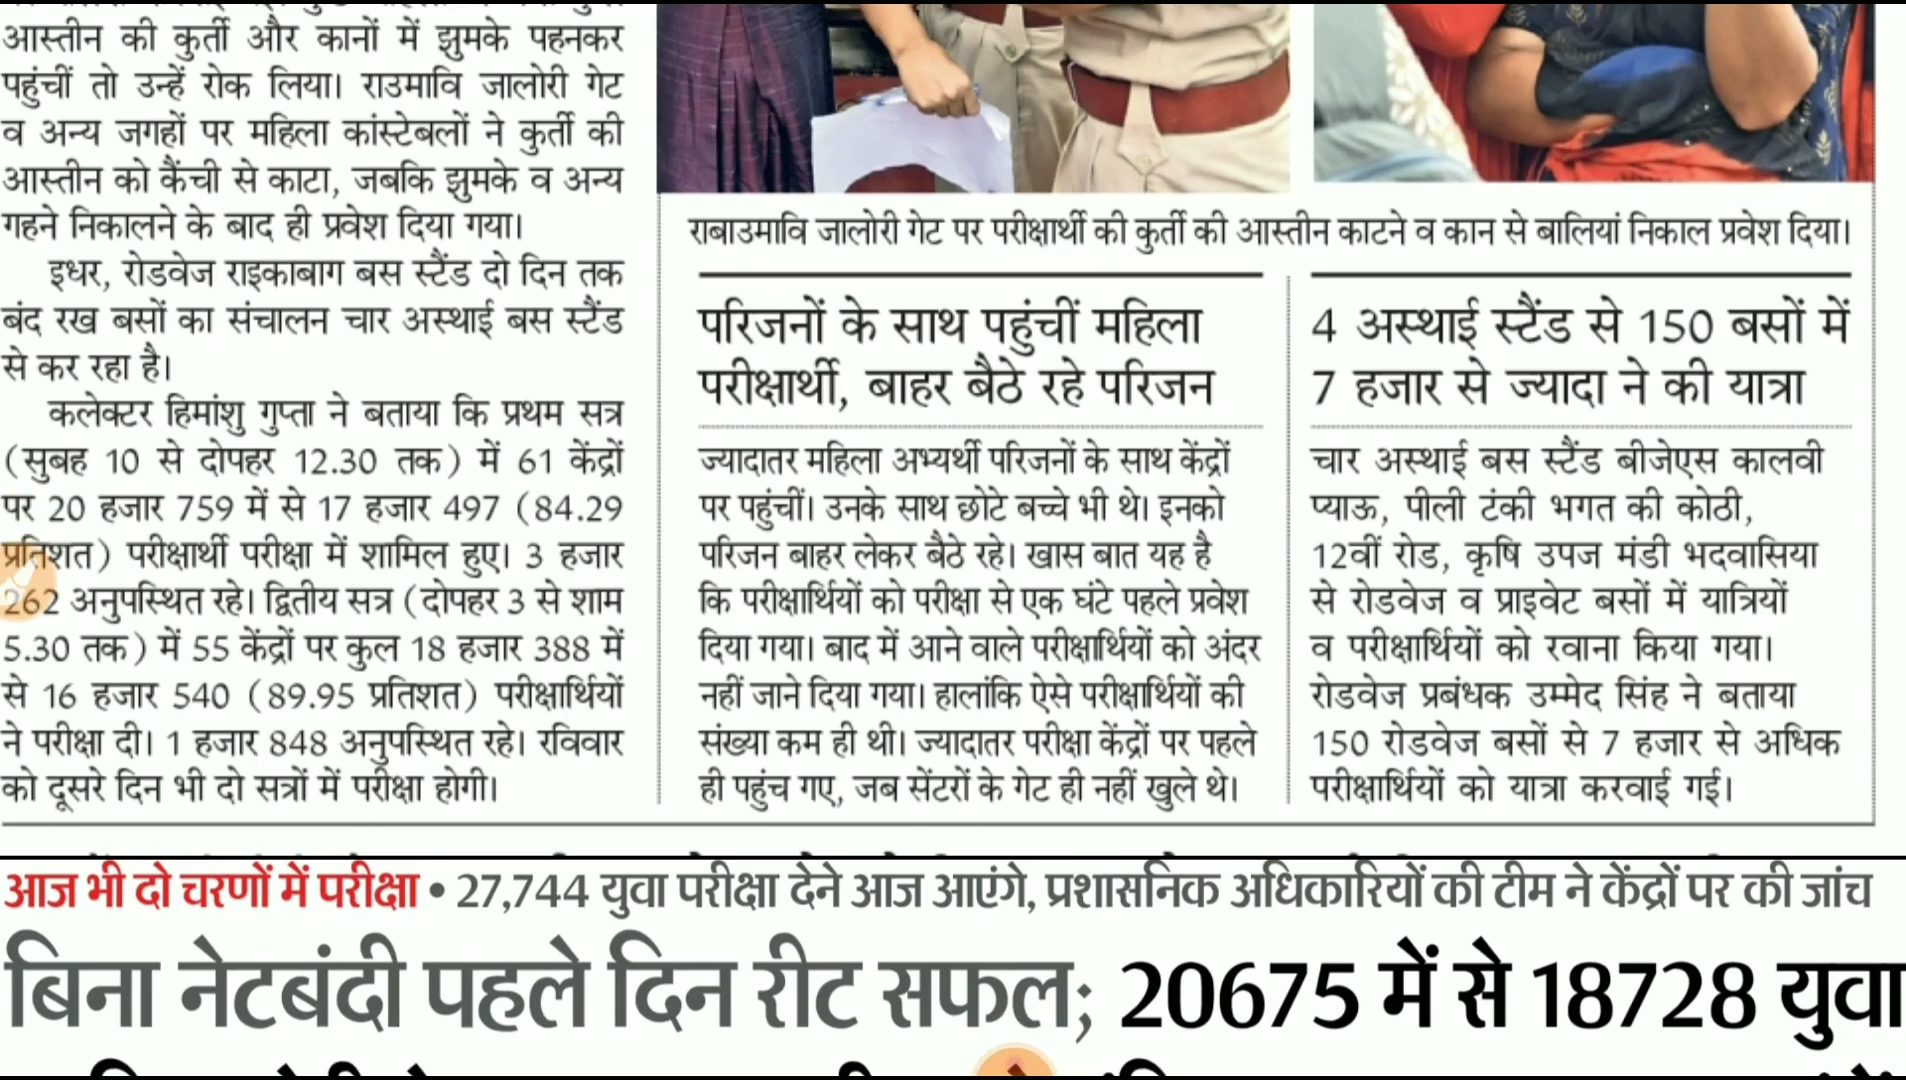 आस्तीन की कुर्ती और कानों में झुमके पहनकर
पहुंचीं तो उन्हें रोक लिया। राउमावि जालोरी गेट
व अन्य जगहों पर महिला कांस्टेबलों ने कुर्ती की
आस्तीन को कैंची से काटा, जबकि झुमके व अन्य
गहने निकालने के बाद ही प्रवेश दिया गया।
इधर, रोडवेज राइकाबाग बस स्टैंड दो दिन तक
बंद रख बसों का संचालन चार अस्थाई बस स्टैंड
से कर रहा है।
कलेक्टर हिमांशु गुप्ता ने बताया कि प्रथम सत्र
(सुबह 10 से दोपहर 12.30 तक) में 61 केंद्रों
पर 20 हजार 759 में से 17 हजार 497 (84.29
प्रतिशत) परीक्षार्थी परीक्षा में शामिल हुए। 3 हजार
262 अनुपस्थित रहे। द्वितीय सत्र (दोपहर 3 से शाम
5.30 तक) में 55 केंद्रों पर कुल 18 हजार 388 में
से 16 हजार 540 (89.95 प्रतिशत) परीक्षार्थियों
ने परीक्षा दी। 1 हजार 848 अनुपस्थित रहे। रविवार
को दूसरे दिन भी दो सत्रों में परीक्षा होगी।
राबाउमावि जालोरी गेट पर परीक्षार्थी की कुर्ती की आस्तीन काटने व कान से बालियां निकाल प्रवेश दिया।
परिजनों के साथ पहुंचीं महिला
परीक्षार्थी, बाहर बैठे रहे परिजन
ज्यादातर महिला अभ्यर्थी परिजनों के साथ केंद्रों
पर पहुंचीं। उनके साथ छोटे बच्चे भी थे। इनको
परिजन बाहर लेकर बैठे रहे। खास बात यह है
कि परीक्षार्थियों को परीक्षा से एक घंटे पहले प्रवेश
दिया गया। बाद में आने वाले परीक्षार्थियों को अंदर
नहीं जाने दिया गया। हालांकि ऐसे परीक्षार्थियों की
संख्या कम ही थी। ज्यादातर परीक्षा केंद्रों पर पहले
ही पहुंच गए, जब सेंटरों के गेट ही नहीं खुले थे।
4 अस्थाई स्टैंड से 150 बसों में
7 हजार से ज्यादा ने की यात्रा
चार अस्थाई बस स्टैंड बीजेएस कालवी
प्याऊ, पीली टंकी भगत की कोठी,
12वीं रोड, कृषि उपज मंडी भदवासिया
से रोडवेज व प्राइवेट बसों में यात्रियों
व परीक्षार्थियों को रवाना किया गया।
रोडवेज प्रबंधक उम्मेद सिंह ने बताया
150 रोडवेज बसों से 7 हजार से अधिक
परीक्षार्थियों को यात्रा करवाई गई।
आज भी दो चरणों में परीक्षा • 27,744 युवा परीक्षा देने आज आएंगे, प्रशासनिक अधिकारियों की टीम ने केंद्रों पर की जांच
बिना नेटबंदी पहले दिन रीट सफल; 20675 में से 18728 युवा